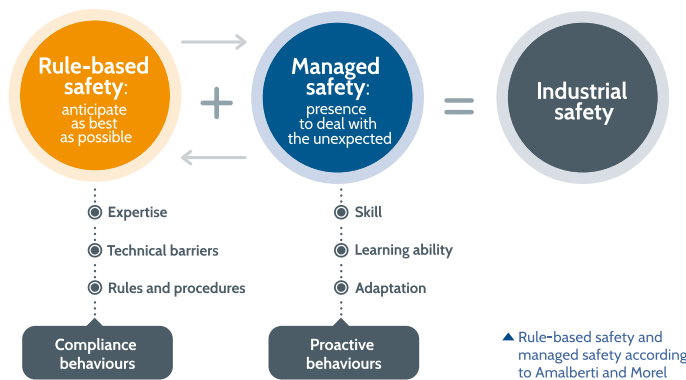 Rule-based
safety:
anticipate
as best
as possible
+
Managed
safety:
presence
to deal with
the unexpected
=
Industrial
safety
Expertise
Technical barriers
Rules and procedures
Compliance
behaviours
Skill
Learning ability
Adaptation
Proactive
behaviours
Rule-based safety and
managed safety according
to Amalberti and Morel